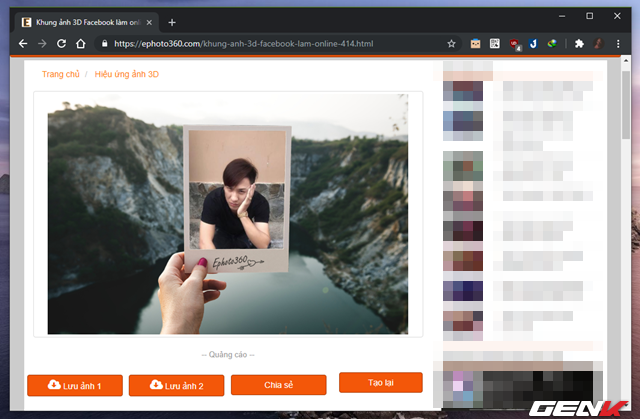 Khung ảnh 3D Facebook làm onli
https://ephoto360.com/khung-anh-3d-facebook-lam-online-414.html
Trang chủ / Hiệu ứng ảnh 3D
Ephoto360
-- Quảng cáo --
Lưu ảnh 1
Lưu ảnh 2
Chia sẻ
Tạo lại
GENK